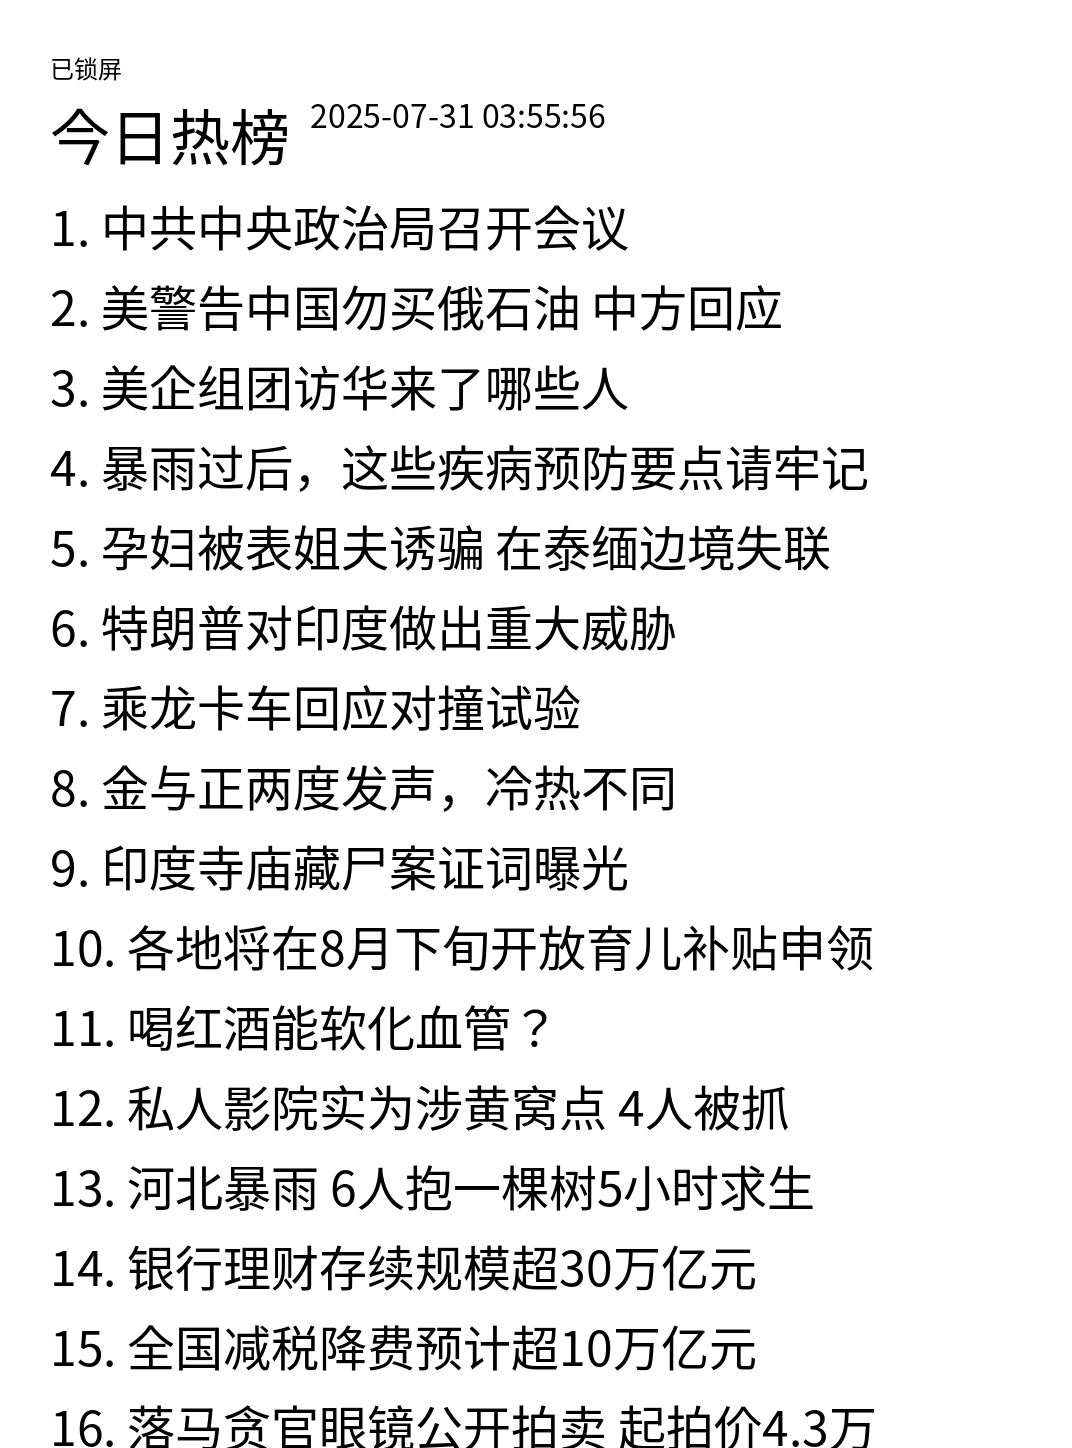 已锁屏
今日热榜 2025-07-31 03:55:56
1. 中共中央政治局召开会议
2. 美警告中国勿买俄石油 中方回应
3. 美企组团访华来了哪些人
4. 暴雨过后，这些疾病预防要点请牢记
5. 孕妇被表姐夫诱骗 在泰缅边境失联
6. 特朗普对印度做出重大威胁
7. 乘龙卡车回应对撞试验
8. 金与正两度发声，冷热不同
9. 印度寺庙藏尸案证词曝光
10. 各地将在8月下旬开放育儿补贴申领
11. 喝红酒能软化血管？
12. 私人影院实为涉黄窝点 4人被抓
13. 河北暴雨 6人抱一棵树5小时求生
14. 银行理财存续规模超30万亿元
15. 全国减税降费预计超10万亿元
16. 落马贪官眼镜公开拍卖 起拍价4.3万